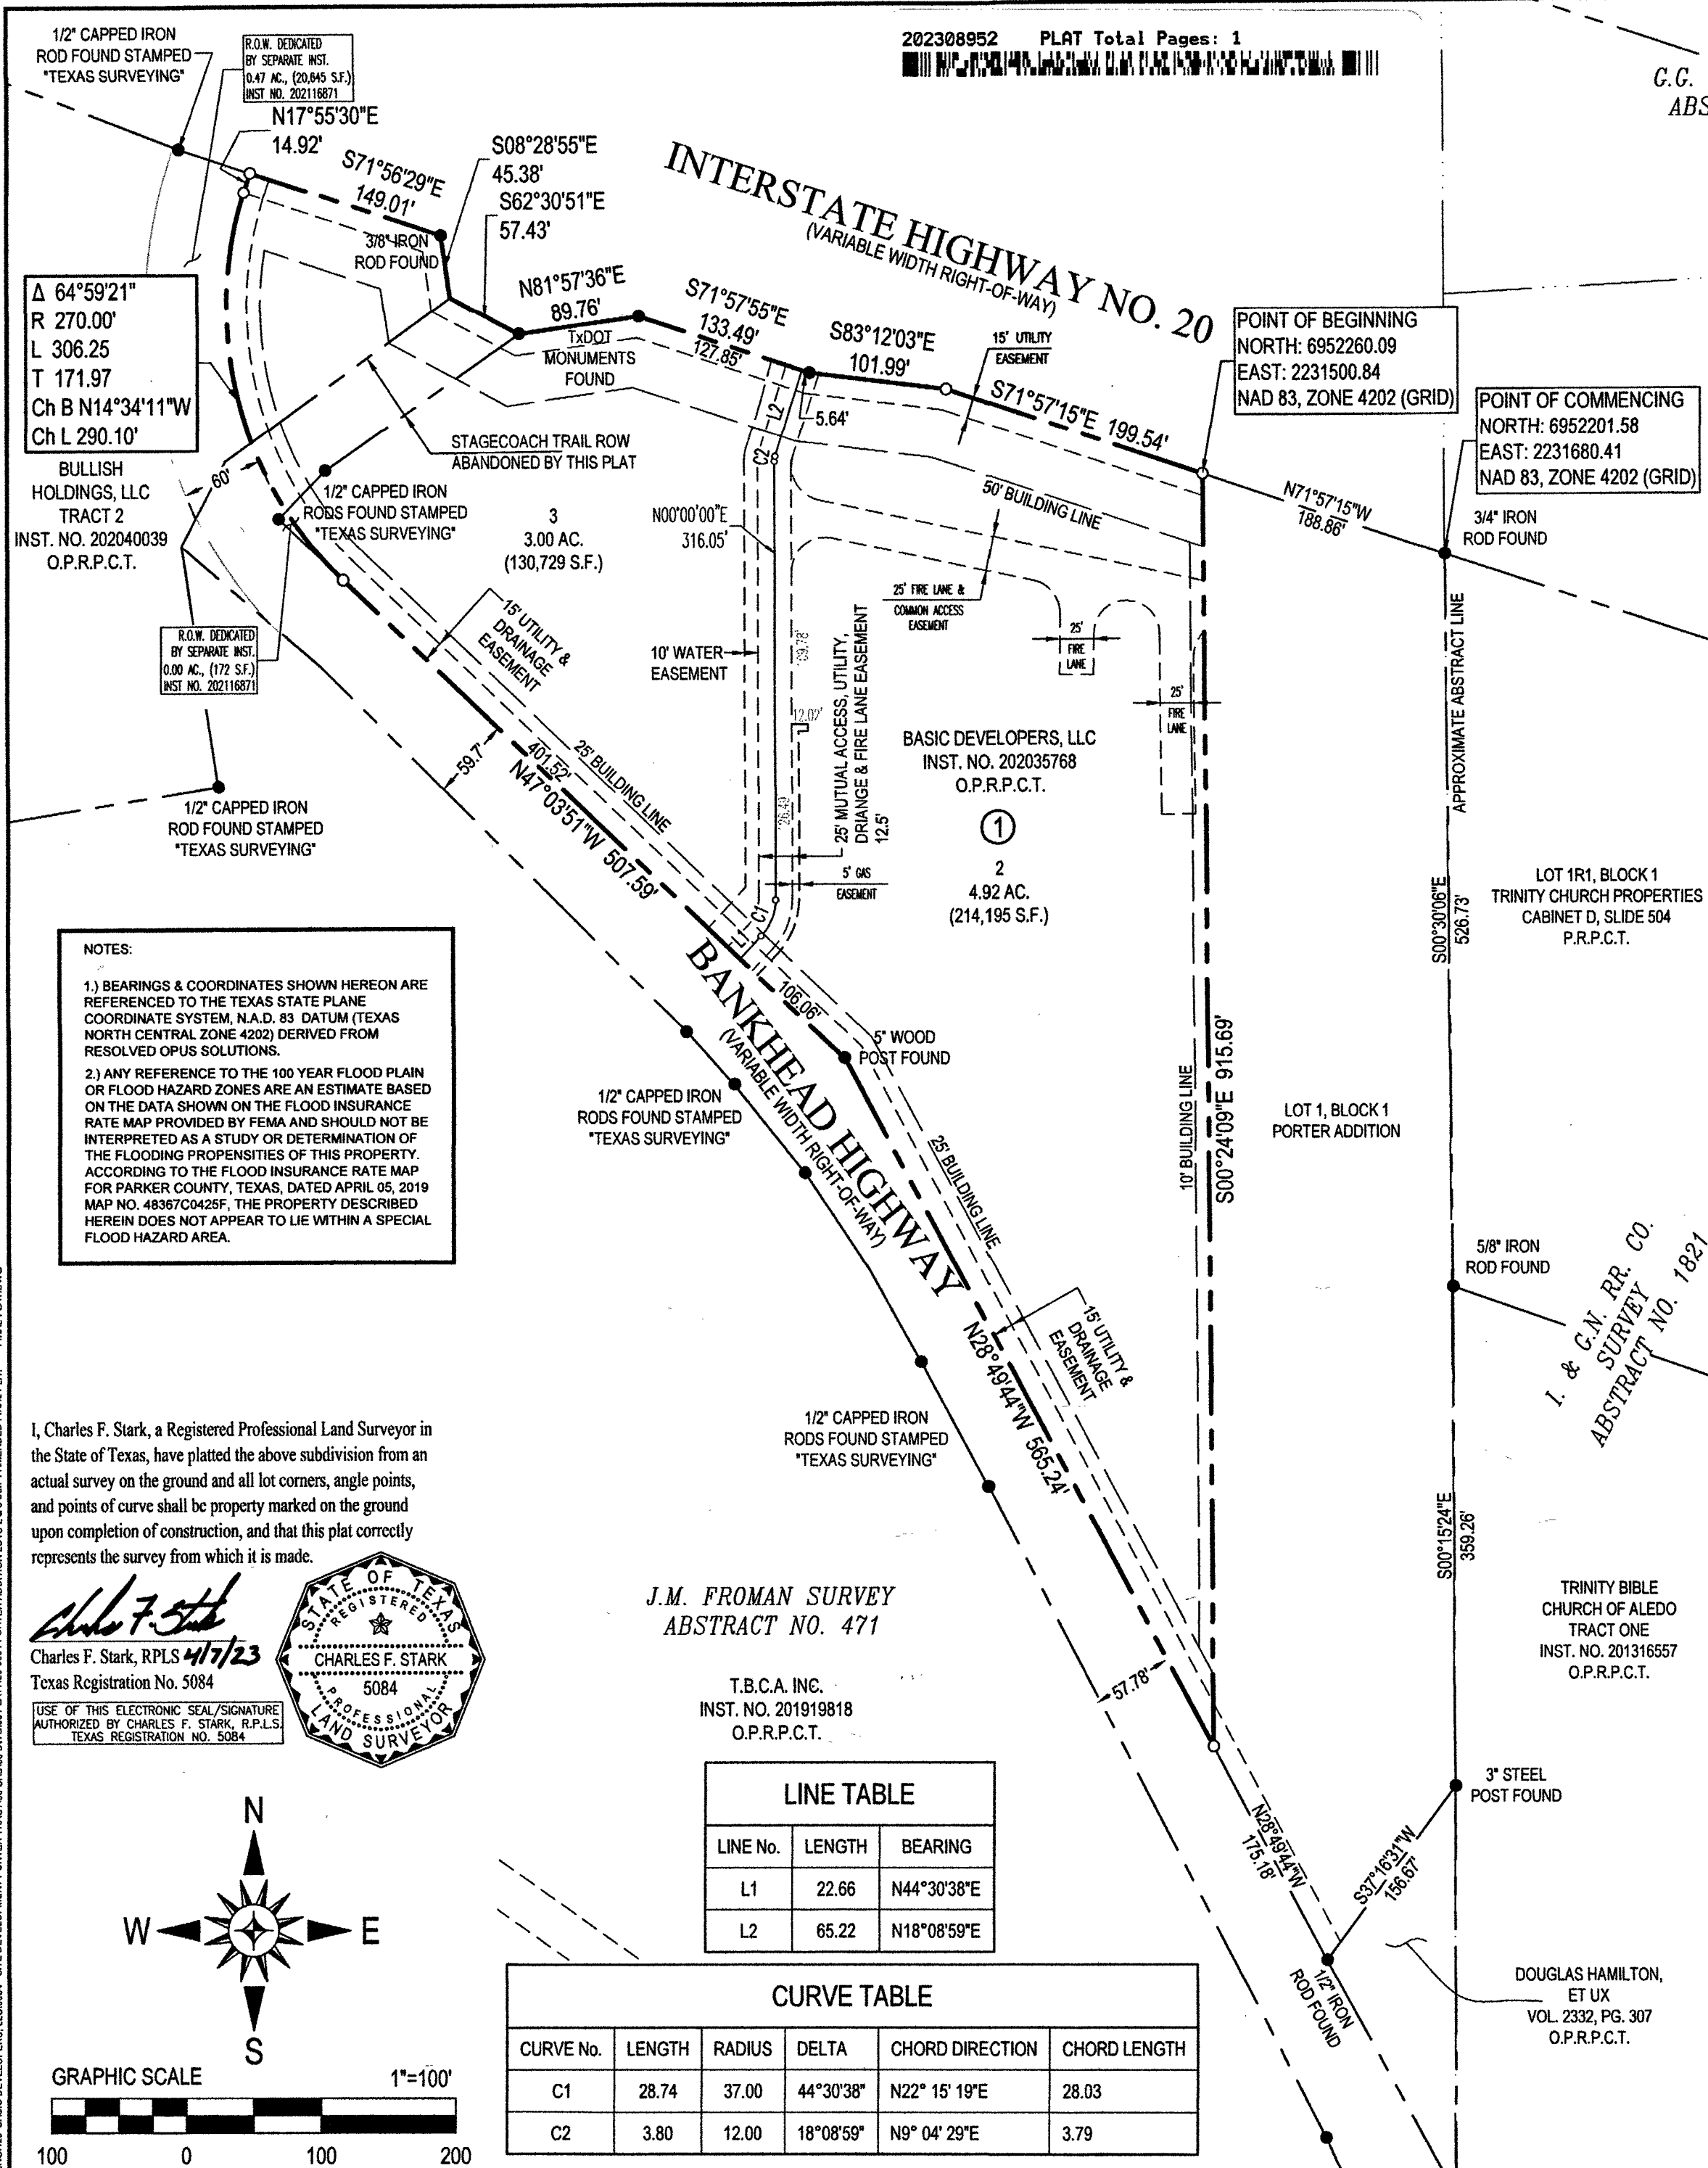 202308952 PLAT Total Pages: 1
G.G.
ABS
1/2" CAPPED IRON
ROD FOUND STAMPED
"TEXAS SURVEYING"
R.O.W. DEDICATED
BY SEPARATE INST.
0.47 AC., (20,645 S.F.)
INST NO. 202116871
N17°55'30"E
14.92'
S71°56'29"E
149.01'
S08°28'55"E
45.38'
S62°30'51"E
57.43'
3/8" IRON
ROD FOUND
INTERSTATE HIGHWAY NO. 20
(VARIABLE WIDTH RIGHT-OF-WAY)
N81°57'36"E
89.76'
TxDOT
MONUMENTS
FOUND
S71°57'55"E
133.49'
127.85'
S83°12'03"E
101.99'
15' UTILITY
EASEMENT
5.64'
S71°57'15"E 199.54'
POINT OF BEGINNING
NORTH: 6952260.09
EAST: 2231500.84
NAD 83, ZONE 4202 (GRID)
POINT OF COMMENCING
NORTH: 6952201.58
EAST: 2231680.41
NAD 83, ZONE 4202 (GRID)
N71°57'15"W
188.86'
3/4" IRON
ROD FOUND
Δ 64°59'21"
R 270.00'
L 306.25
T 171.97
Ch B N14°34'11"W
Ch L 290.10'
BULLISH
HOLDINGS, LLC
TRACT 2
INST. NO. 202040039
O.P.R.P.C.T.
60'
STAGECOACH TRAIL ROW
ABANDONED BY THIS PLAT
1/2" CAPPED IRON
RODS FOUND STAMPED
"TEXAS SURVEYING"
3
3.00 AC.
(130,729 S.F.)
L2
C2
N00°00'00"E
316.05'
50' BUILDING LINE
25' FIRE LANE &
COMMON ACCESS
EASEMENT
25'
FIRE
LANE
25'
FIRE
LANE
R.O.W. DEDICATED
BY SEPARATE INST.
0.00 AC., (172 S.F.)
INST NO. 202116871
15' UTILITY &
DRAINAGE
EASEMENT
10' WATER
EASEMENT
12.02'
25' MUTUAL ACCESS, UTILITY,
DRIANGE & FIRE LANE EASEMENT
12.5'
BASIC DEVELOPERS, LLC
INST. NO. 202035768
O.P.R.P.C.T.
1
2
4.92 AC.
(214,195 S.F.)
5' GAS
EASEMENT
C1
L1
APPROXIMATE ABSTRACT LINE
S00°30'06"E
526.73'
LOT 1R1, BLOCK 1
TRINITY CHURCH PROPERTIES
CABINET D, SLIDE 504
P.R.P.C.T.
1/2" CAPPED IRON
ROD FOUND STAMPED
"TEXAS SURVEYING"
59.7'
401.52'
N47°03'51"W 507.59'
25' BUILDING LINE
106.06'
5" WOOD
POST FOUND
BANKHEAD HIGHWAY
(VARIABLE WIDTH RIGHT-OF-WAY)
NOTES:
1.) BEARINGS & COORDINATES SHOWN HEREON ARE
REFERENCED TO THE TEXAS STATE PLANE
COORDINATE SYSTEM, N.A.D. 83 DATUM (TEXAS
NORTH CENTRAL ZONE 4202) DERIVED FROM
RESOLVED OPUS SOLUTIONS.
2.) ANY REFERENCE TO THE 100 YEAR FLOOD PLAIN
OR FLOOD HAZARD ZONES ARE AN ESTIMATE BASED
ON THE DATA SHOWN ON THE FLOOD INSURANCE
RATE MAP PROVIDED BY FEMA AND SHOULD NOT BE
INTERPRETED AS A STUDY OR DETERMINATION OF
THE FLOODING PROPENSITIES OF THIS PROPERTY.
ACCORDING TO THE FLOOD INSURANCE RATE MAP
FOR PARKER COUNTY, TEXAS, DATED APRIL 05, 2019
MAP NO. 48367C0425F, THE PROPERTY DESCRIBED
HEREIN DOES NOT APPEAR TO LIE WITHIN A SPECIAL
FLOOD HAZARD AREA.
1/2" CAPPED IRON
RODS FOUND STAMPED
"TEXAS SURVEYING"
25' BUILDING LINE
10' BUILDING LINE
S00°24'09"E 915.69'
LOT 1, BLOCK 1
PORTER ADDITION
5/8" IRON
ROD FOUND
I. & G.N. RR. CO.
SURVEY
ABSTRACT NO. 1821
15' UTILITY &
DRAINAGE
EASEMENT
N28°49'44"W 565.24'
1/2" CAPPED IRON
RODS FOUND STAMPED
"TEXAS SURVEYING"
I, Charles F. Stark, a Registered Professional Land Surveyor in
the State of Texas, have platted the above subdivision from an
actual survey on the ground and all lot corners, angle points,
and points of curve shall be property marked on the ground
upon completion of construction, and that this plat correctly
represents the survey from which it is made.
Charles F. Stark
Charles F. Stark, RPLS 4/7/23
Texas Registration No. 5084
USE OF THIS ELECTRONIC SEAL/SIGNATURE
AUTHORIZED BY CHARLES F. STARK, R.P.L.S.
TEXAS REGISTRATION NO. 5084
STATE OF TEXAS
REGISTERED
CHARLES F. STARK
5084
PROFESSIONAL
LAND SURVEYOR
J.M. FROMAN SURVEY
ABSTRACT NO. 471
T.B.C.A. INC.
INST. NO. 201919818
O.P.R.P.C.T.
57.78'
S00°15'24"E
359.26'
TRINITY BIBLE
CHURCH OF ALEDO
TRACT ONE
INST. NO. 201316557
O.P.R.P.C.T.
3" STEEL
POST FOUND
N28°49'44"W
175.18'
S37°16'31"W
156.67'
1/2" IRON
ROD FOUND
DOUGLAS HAMILTON,
ET UX
VOL. 2332, PG. 307
O.P.R.P.C.T.
LINE TABLE
LINE No. LENGTH BEARING
L1 22.66 N44°30'38"E
L2 65.22 N18°08'59"E
CURVE TABLE
CURVE No. LENGTH RADIUS DELTA CHORD DIRECTION CHORD LENGTH
C1 28.74 37.00 44°30'38" N22° 15' 19"E 28.03
C2 3.80 12.00 18°08'59" N9° 04' 29"E 3.79
N
W E
S
GRAPHIC SCALE 1"=100'
100 0 100 200